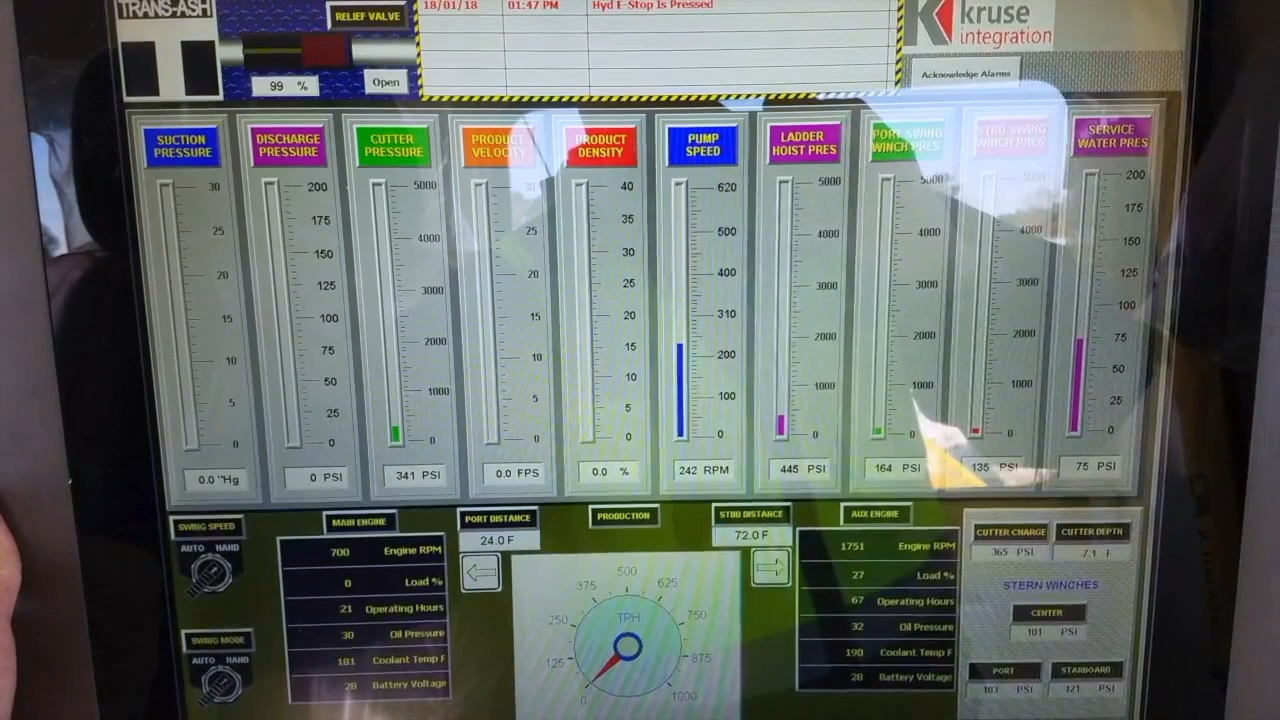 TRANS-ASH
RELIEF VALVE
99 %
Open
18/01/18 01:47 PM Hyd E-Stop Is Pressed
kruse
integration
Acknowledge Alarms
SUCTION
PRESSURE
30
25
20
15
10
5
0
0.0 "Hg
DISCHARGE
PRESSURE
200
175
150
125
100
75
50
25
0
0 PSI
CUTTER
PRESSURE
5000
4000
3000
2000
1000
0
341 PSI
PRODUCT
VELOCITY
30
25
20
15
10
5
0
0.0 FPS
PRODUCT
DENSITY
40
35
30
25
20
15
10
5
0
0.0 %
PUMP
SPEED
620
500
400
310
200
100
0
242 RPM
LADDER
HOIST PRES
5000
4000
3000
2000
1000
0
445 PSI
PORT SWING
WINCH PRES
5000
4000
3000
2000
1000
0
164 PSI
STBD SWING
WINCH PRES
5000
4000
3000
2000
1000
0
135 PSI
SERVICE
WATER PRES
200
175
150
125
100
75
50
25
0
75 PSI
SWING SPEED
AUTO HAND
SWING MODE
AUTO HAND
MAIN ENGINE
700 Engine RPM
0 Load %
21 Operating Hours
30 Oil Pressure
181 Coolant Temp F
28 Battery Voltage
PORT DISTANCE
24.0 F
PRODUCTION
STBD DISTANCE
72.0 F
TPH
0
125
250
375
500
625
750
875
1000
AUX ENGINE
1751 Engine RPM
27 Load %
67 Operating Hours
32 Oil Pressure
190 Coolant Temp F
28 Battery Voltage
CUTTER CHARGE
365 PSI
CUTTER DEPTH
7.1 F
STERN WINCHES
CENTER
101 PSI
PORT
103 PSI
STARBOARD
121 PSI